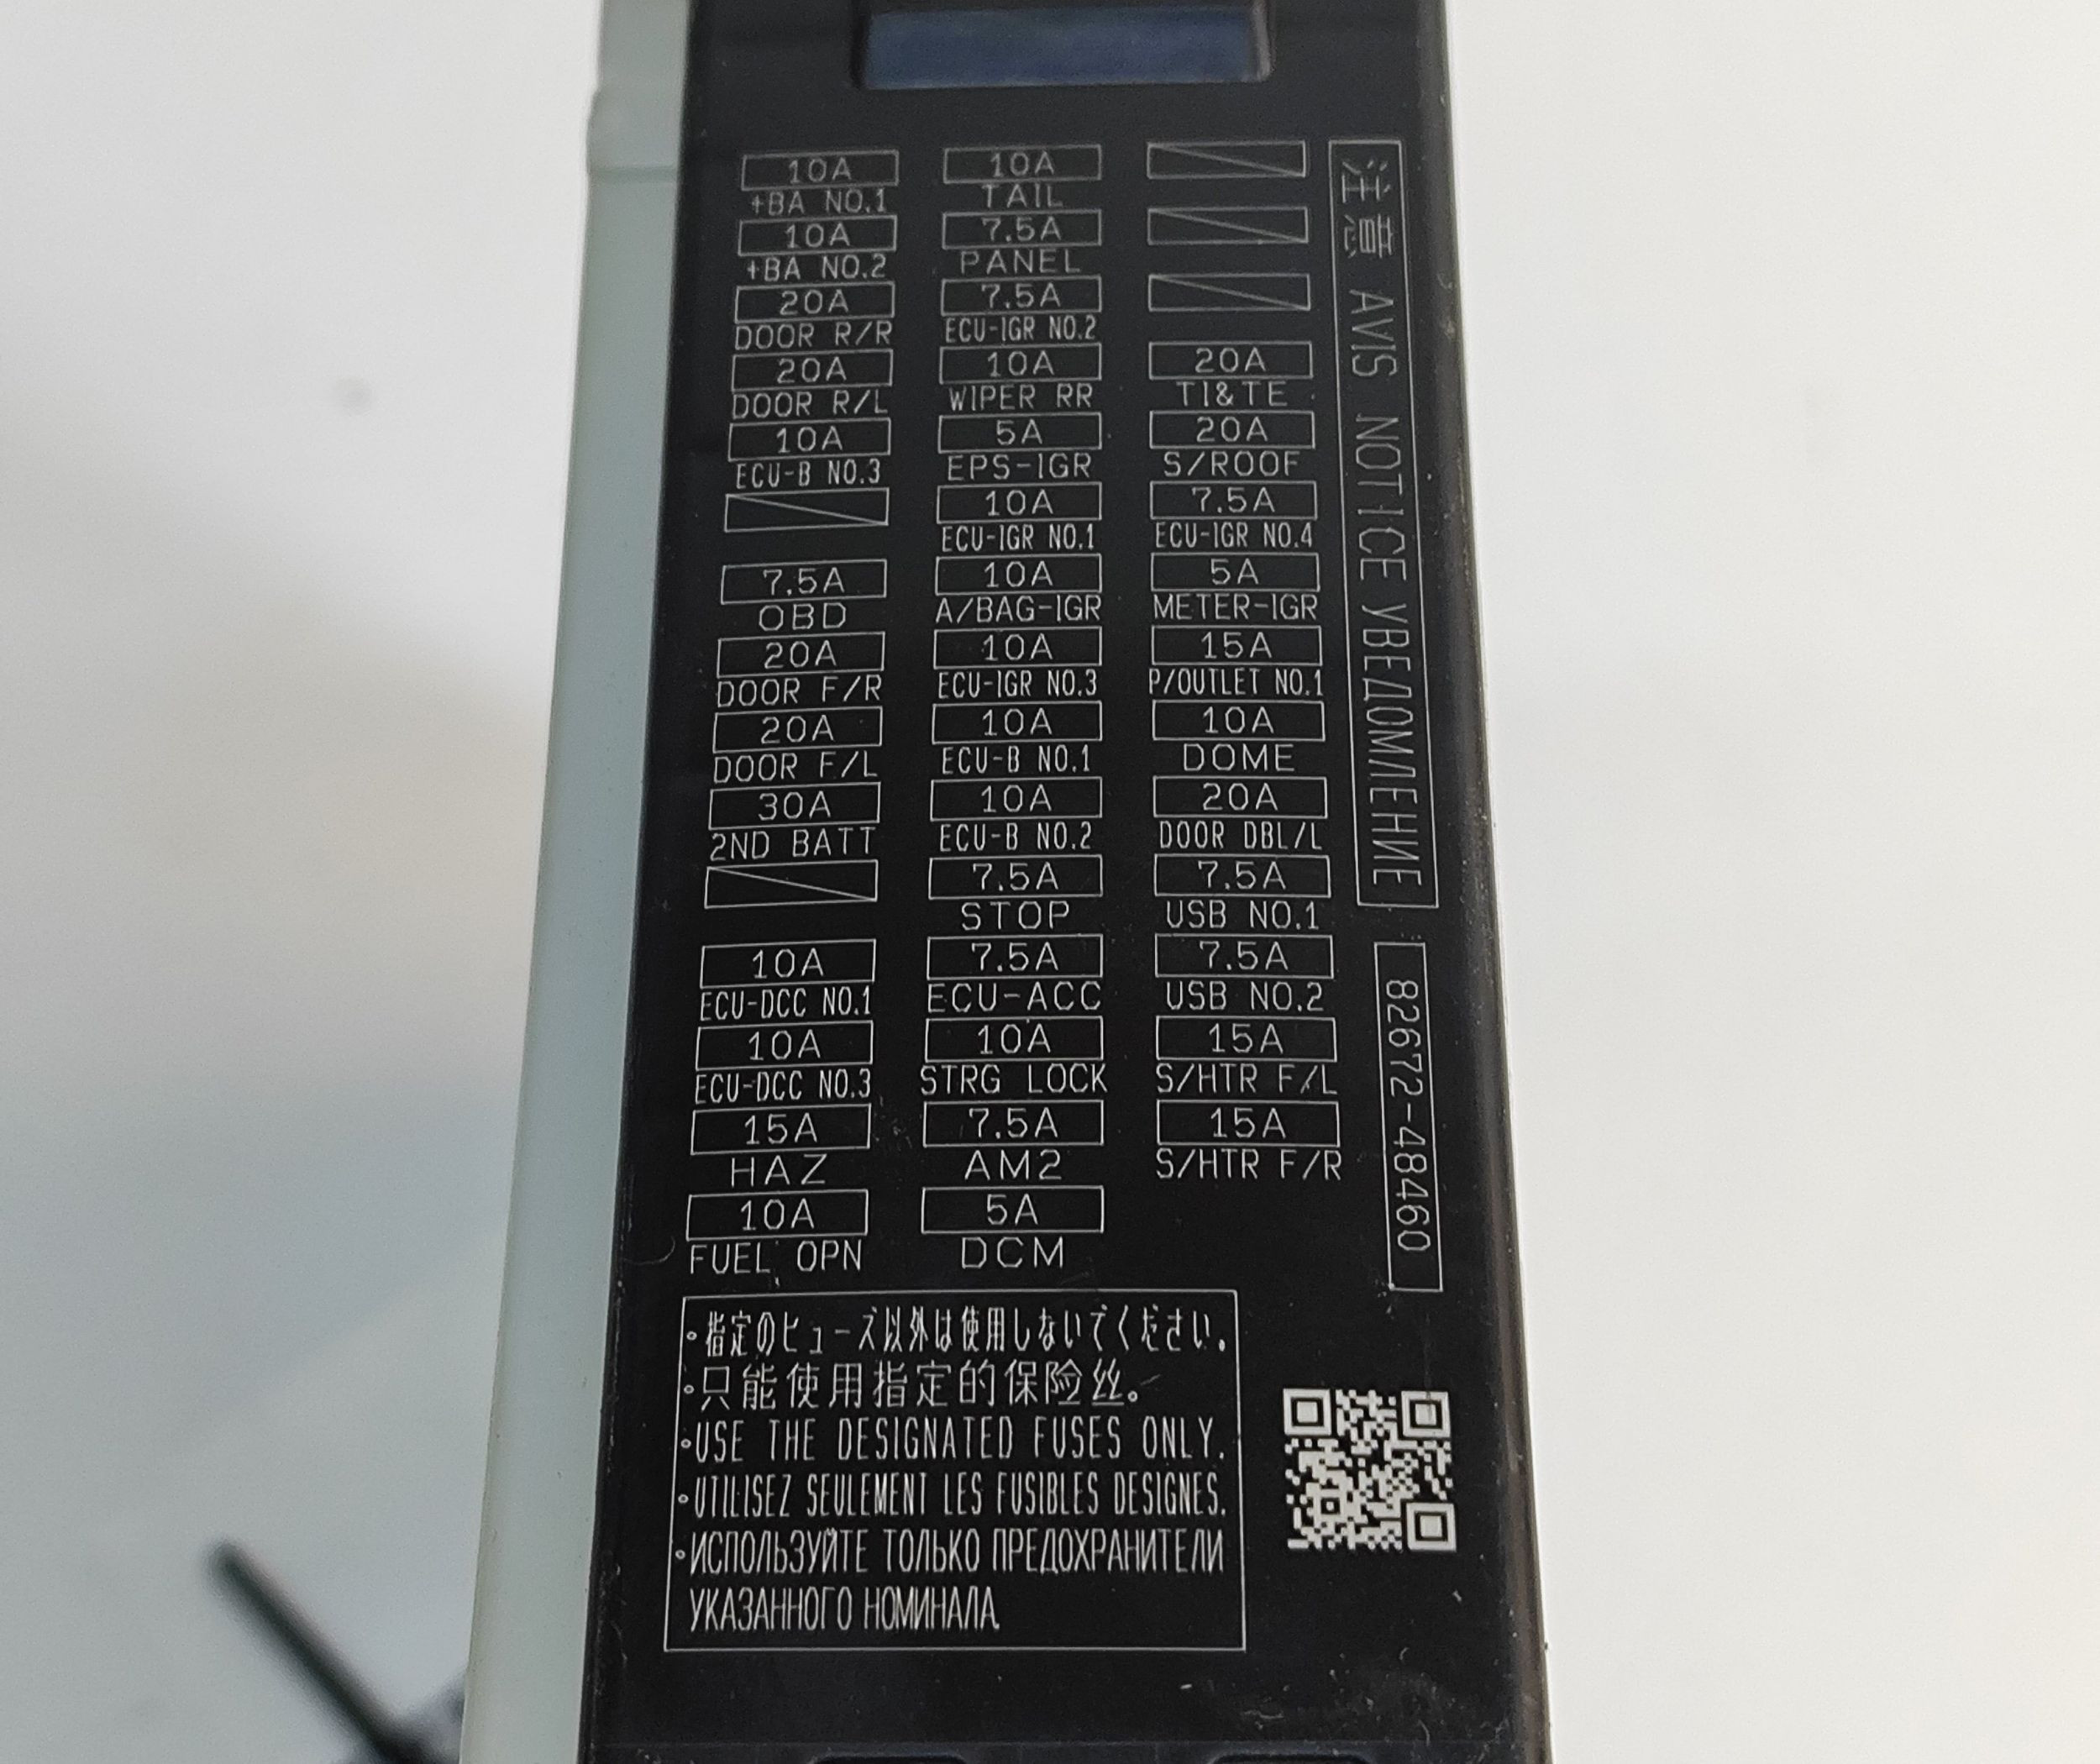 10A
+BA NO.1
10A
+BA NO.2
20A
DOOR R/R
20A
DOOR R/L
10A
ECU-B NO.3
7.5A
OBD
20A
DOOR F/R
20A
DOOR F/L
30A
2ND BATT
10A
ECU-DCC NO.1
10A
ECU-DCC NO.3
15A
HAZ
10A
FUEL OPN
10A
TAIL
7.5A
PANEL
7.5A
ECU-IGR NO.2
10A
WIPER RR
5A
EPS-IGR
10A
ECU-IGR NO.1
10A
A/BAG-IGR
10A
ECU-IGR NO.3
10A
ECU-B NO.1
10A
ECU-B NO.2
7.5A
STOP
7.5A
ECU-ACC
10A
STRG LOCK
7.5A
AM2
5A
DCM
20A
TI&TE
20A
S/ROOF
7.5A
ECU-IGR NO.4
5A
METER-IGR
15A
P/OUTLET NO.1
10A
DOME
20A
DOOR DBL/L
7.5A
USB NO.1
7.5A
USB NO.2
15A
S/HTR F/L
15A
S/HTR F/R
注意 AVIS NOTICE УВЕДОМЛЕНИЕ
82672-48460
・指定のヒューズ以外は使用しないでください。
・只能使用指定的保险丝。
・USE THE DESIGNATED FUSES ONLY.
・UTILISEZ SEULEMENT LES FUSIBLES DESIGNES.
・ИСПОЛЬЗУЙТЕ ТОЛЬКО ПРЕДОХРАНИТЕЛИ
УКАЗАННОГО НОМИНАЛА.